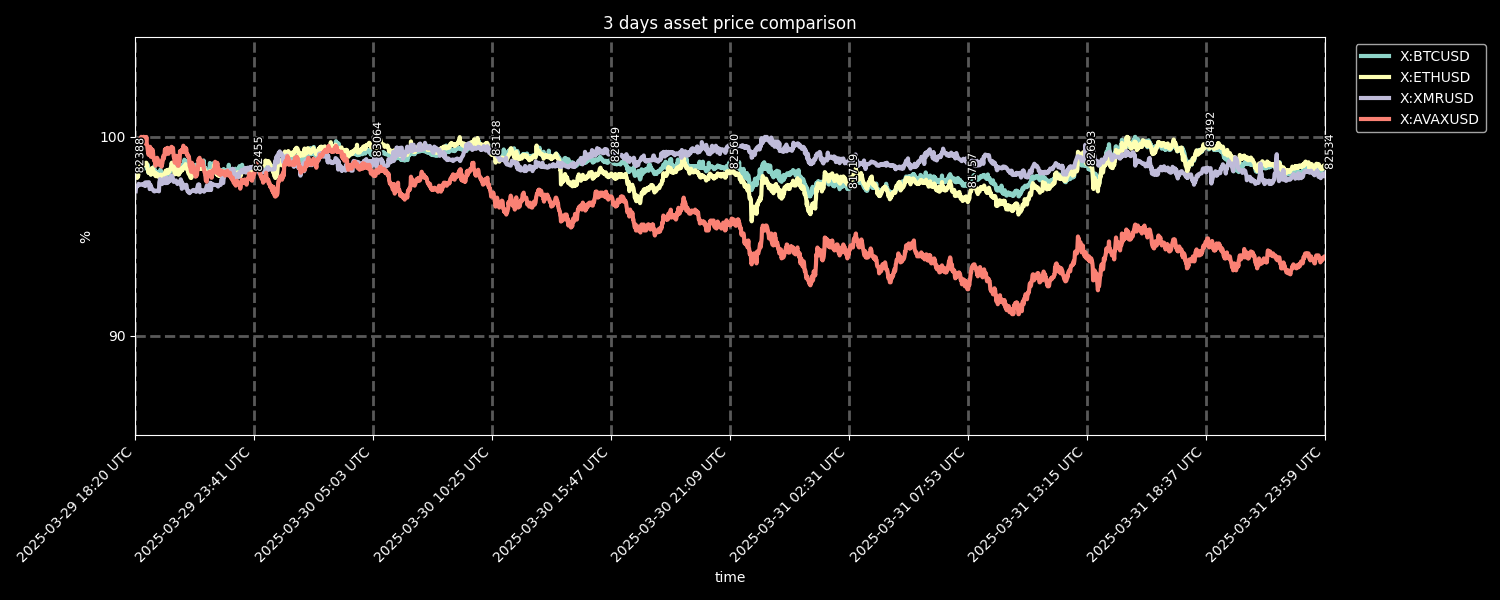 3 days asset price comparison
X:BTCUSD
X:ETHUSD
X:XMRUSD
X:AVAXUSD
100
90
%
82388
82455
83064
83128
82849
82560
81719
81757
82693
83492
82534
2025-03-29 18:20 UTC
2025-03-29 23:41 UTC
2025-03-30 05:03 UTC
2025-03-30 10:25 UTC
2025-03-30 15:47 UTC
2025-03-30 21:09 UTC
2025-03-31 02:31 UTC
2025-03-31 07:53 UTC
2025-03-31 13:15 UTC
2025-03-31 18:37 UTC
2025-03-31 23:59 UTC
time